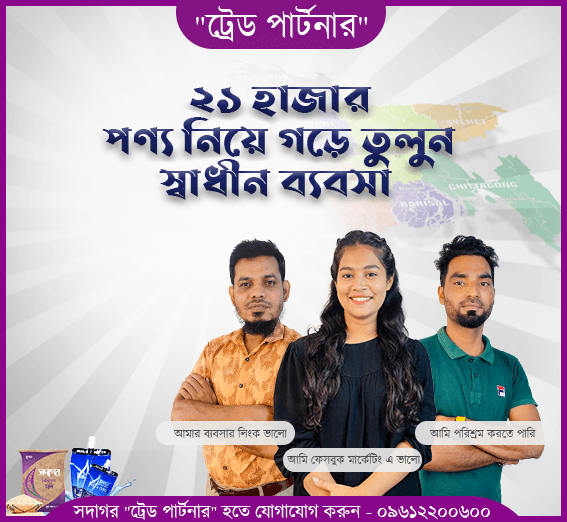 "ট্রেড পার্টনার"
২১ হাজার
পণ্য নিয়ে গড়ে তুলুন
স্বাধীন ব্যবসা
SYLHET
CHITTAGONG
BARISAL
আমার ব্যবসার লিংক ভালো
আমি ফেসবুক মার্কেটিং এ ভালো
আমি পরিশ্রম করতে পারি
সদাগর "ট্রেড পার্টনার" হতে যোগাযোগ করুন - ০৯৬১২২০০৬০০